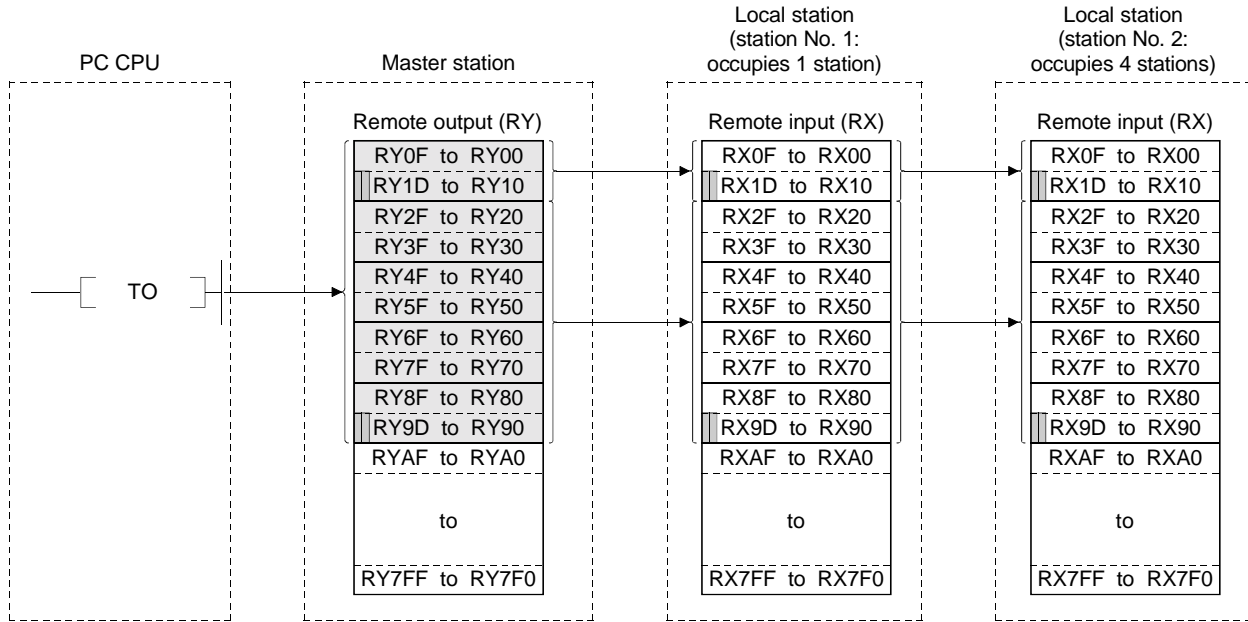 PC CPU
Master station
Local station
(station No. 1:
occupies 1 station)
Local station
(station No. 2:
occupies 4 stations)
TO
Remote output (RY)
RY0F to RY00
RY1D to RY10
RY2F to RY20
RY3F to RY30
RY4F to RY40
RY5F to RY50
RY6F to RY60
RY7F to RY70
RY8F to RY80
RY9D to RY90
RYAF to RYA0
to
RY7FF to RY7F0
Remote input (RX)
RX0F to RX00
RX1D to RX10
RX2F to RX20
RX3F to RX30
RX4F to RX40
RX5F to RX50
RX6F to RX60
RX7F to RX70
RX8F to RX80
RX9D to RX90
RXAF to RXA0
to
RX7FF to RX7F0
Remote input (RX)
RX0F to RX00
RX1D to RX10
RX2F to RX20
RX3F to RX30
RX4F to RX40
RX5F to RX50
RX6F to RX60
RX7F to RX70
RX8F to RX80
RX9D to RX90
RXAF to RXA0
to
RX7FF to RX7F0